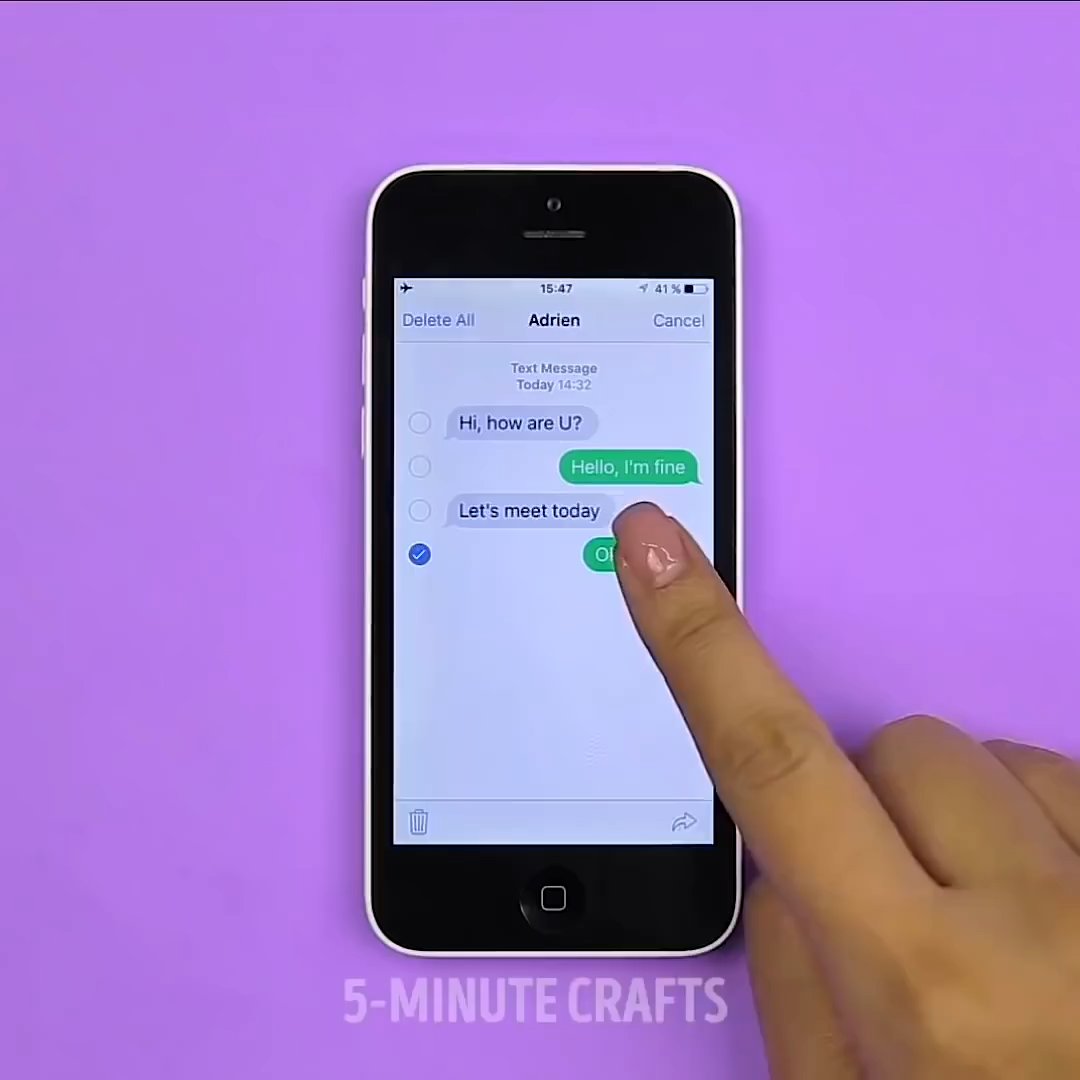 15:47
41 %
Delete All
Adrien
Cancel
Text Message
Today 14:32
Hi, how are U?
Hello, I'm fine
Let's meet today
5-MINUTE CRAFTS